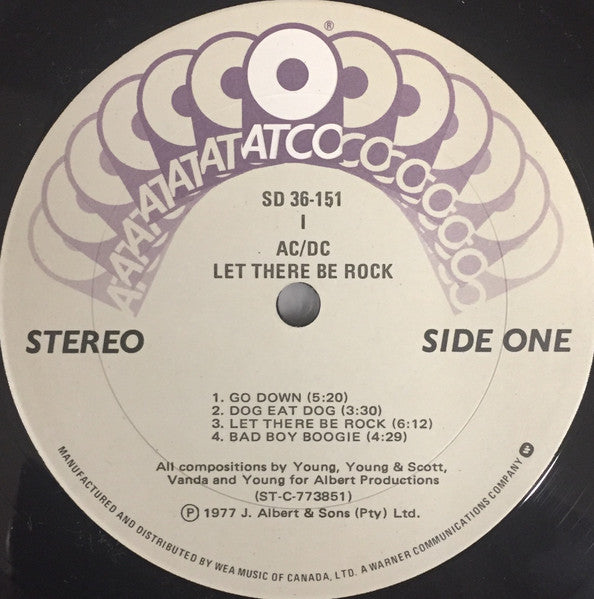 ®
ATCO
SD 36-151
I
AC/DC
LET THERE BE ROCK
STEREO
SIDE ONE
1. GO DOWN (5:20)
2. DOG EAT DOG (3:30)
3. LET THERE BE ROCK (6:12)
4. BAD BOY BOOGIE (4:29)
All compositions by Young, Young & Scott,
Vanda and Young for Albert Productions
(ST-C-773851)
℗ 1977 J. Albert & Sons (Pty) Ltd.
MANUFACTURED AND DISTRIBUTED BY WEA MUSIC OF CANADA, LTD. A WARNER COMMUNICATIONS COMPANY